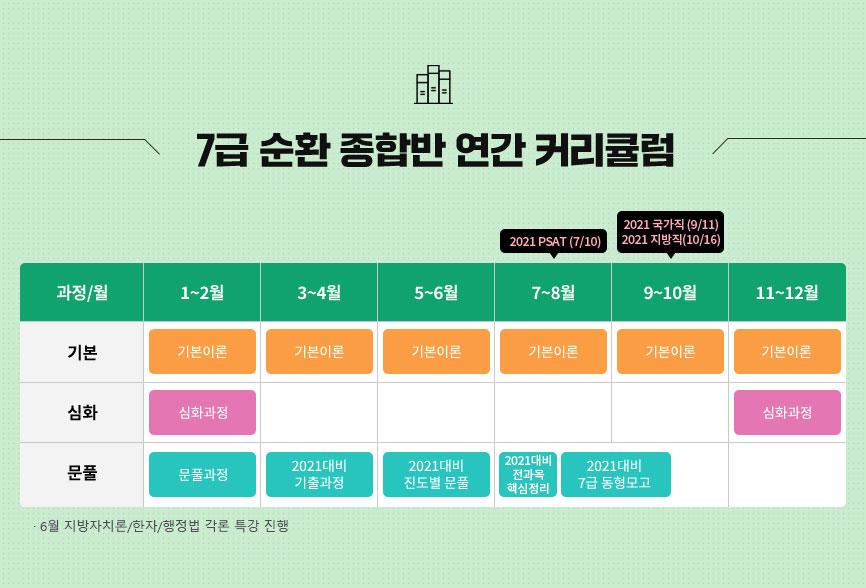 7급 순환 종합반 연간 커리큘럼
2021 PSAT (7/10)
2021 국가직 (9/11)
2021 지방직(10/16)
과정/월 1~2월 3~4월 5~6월 7~8월 9~10월 11~12월
기본 기본이론 기본이론 기본이론 기본이론 기본이론 기본이론
심화 심화과정 심화과정
문풀 문풀과정
2021대비
기출과정
2021대비
진도별 문풀
2021대비
전과목
핵심정리
2021대비
7급 동형모고
· 6월 지방자치론/한자/행정법 각론 특강 진행